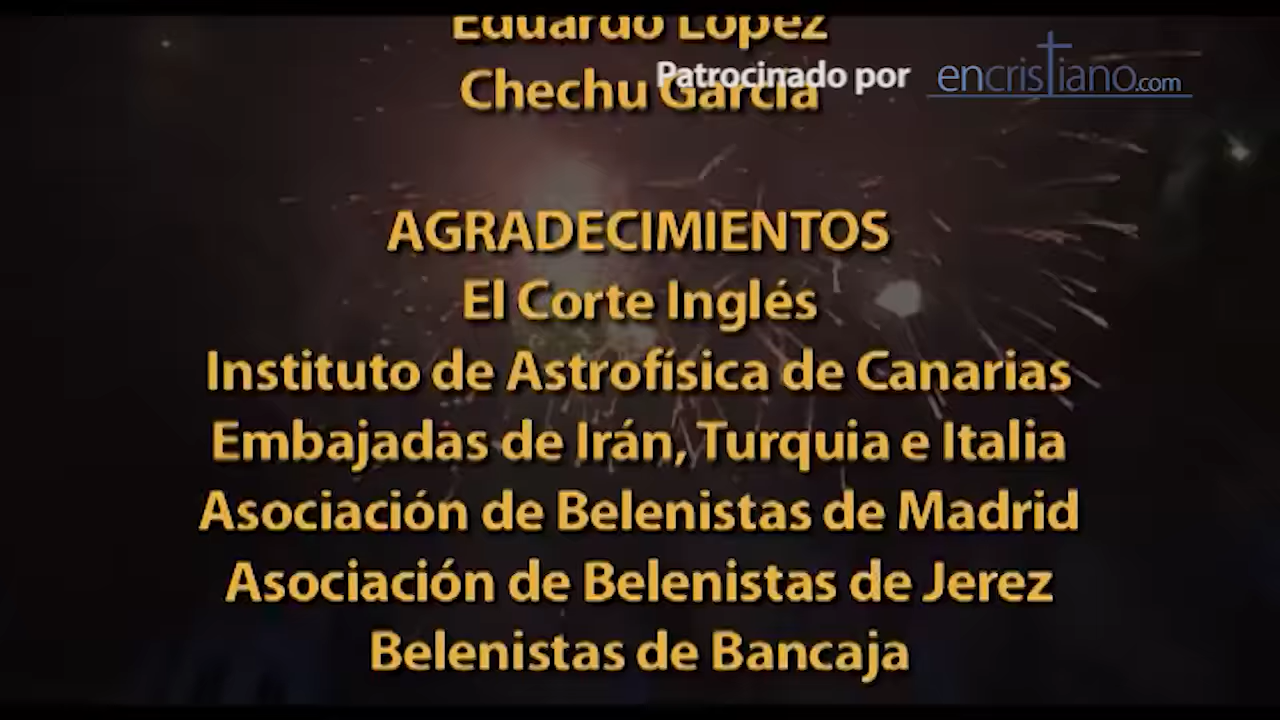 Eduardo López
Chechu García
Patrocinado por encristiano.com
AGRADECIMIENTOS
El Corte Inglés
Instituto de Astrofísica de Canarias
Embajadas de Irán, Turquia e Italia
Asociación de Belenistas de Madrid
Asociación de Belenistas de Jerez
Belenistas de Bancaja